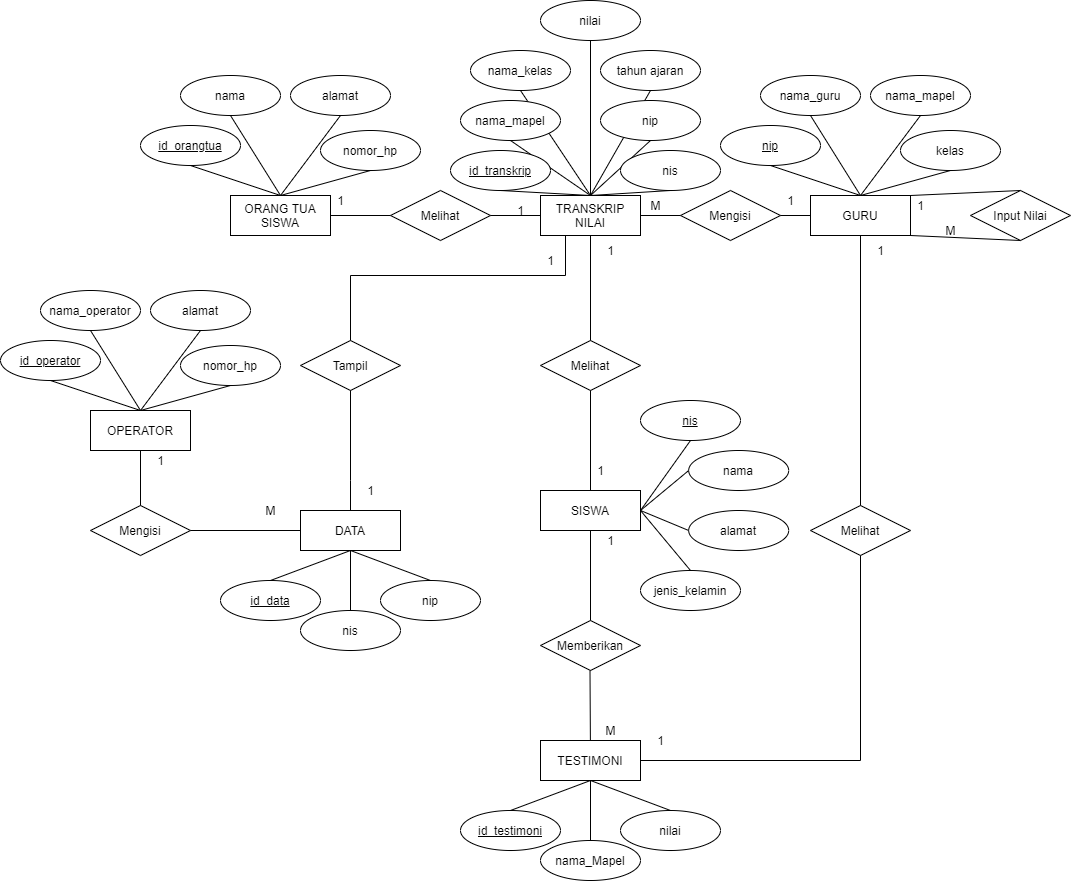 nilai
nama_kelas
tahun ajaran
nama
alamat
nama_guru
nama_mapel
nama_mapel
nip
id_orangtua
nomor_hp
nip
kelas
id_transkrip
nis
1
M
1
1
ORANG TUA
SISWA
Melihat
1
TRANSKRIP
NILAI
Mengisi
GURU
Input Nilai
M
1
1
1
nama_operator
alamat
id_operator
nomor_hp
Tampil
Melihat
OPERATOR
nis
1
1
nama
1
M
SISWA
Mengisi
DATA
alamat
Melihat
1
id_data
nip
jenis_kelamin
nis
Memberikan
M
1
TESTIMONI
id_testimoni
nilai
nama_Mapel